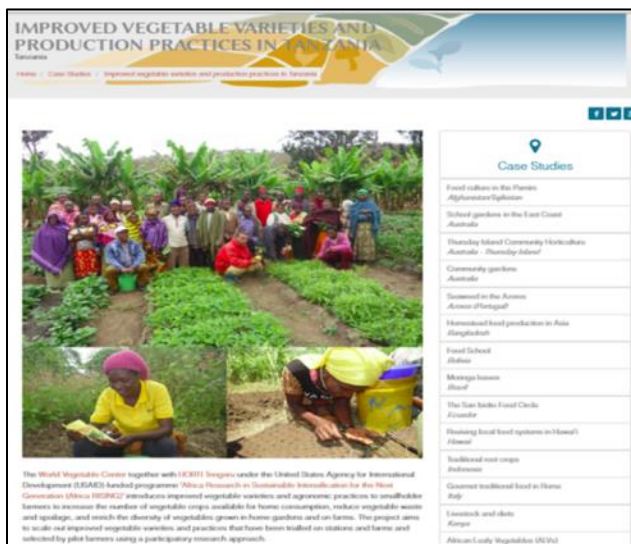 IMPROVED VEGETABLE VARIETIES AND
PRODUCTION PRACTICES IN TANZANIA
Tanzania
Home / Case Studies / Improved vegetable varieties and production practices in Tanzania
Case Studies
Food culture in the Pamirs
Afghanistan/Tajikistan
School gardens in the East Coast
Australia
Thursday Island Community Horticulture
Australia - Thursday Island
Community gardens
Australia
Seaweed in the Azores
Azores (Portugal)
Homestead food production in Asia
Bangladesh
Food School
Bolivia
Moringa leaves
Brazil
The San Isidro Food Circle
Ecuador
Reviving local food systems in Hawai'i
Hawaii
Traditional root crops
Indonesia
Gourmet traditional food in Rome
Italy
Livestock and diets
Kenya
African Leafy Vegetables (ALVs)
The World Vegetable Center together with HORTI Tengeru under the United States Agency for International
Development (USAID)-funded programme 'Africa Research in Sustainable Intensification for the Next
Generation (Africa RISING)' introduces improved vegetable varieties and agronomic practices to smallholder
farmers to increase the number of vegetable crops available for home consumption, reduce vegetable waste
and spoilage, and enrich the diversity of vegetables grown in home gardens and on farms. The project aims
to scale out improved vegetable varieties and practices that have been trialled on stations and farms and
selected by pilot farmers using a participatory research approach.